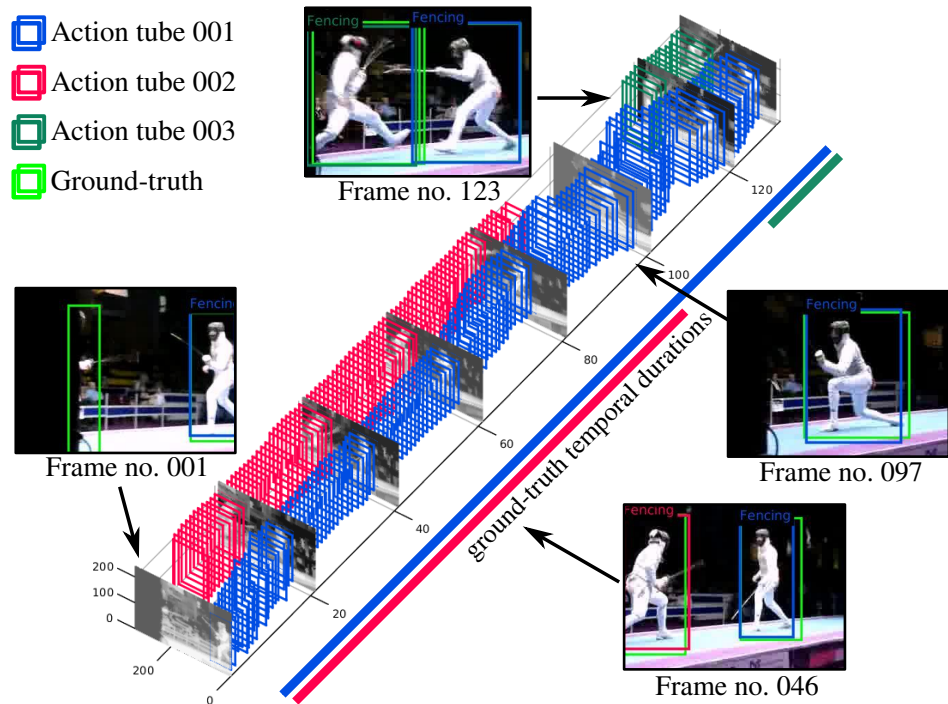 Action tube 001
Action tube 002
Action tube 003
Ground-truth
Fencing Fencing
Frame no. 123
120
100
80
60
40
20
0
ground-truth temporal durations
Fencing
Frame no. 001
200
100
0
200
Fencing
Frame no. 097
Fencing Fencing
Frame no. 046